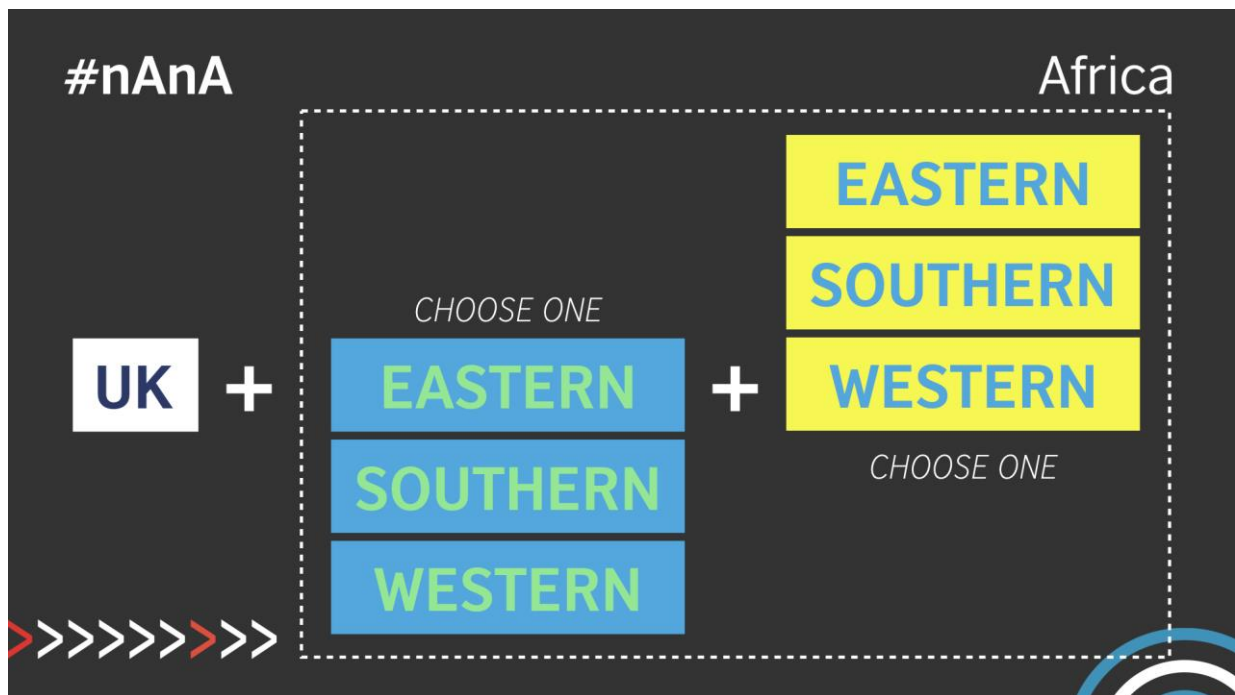 #nAnA
Africa
UK
+
CHOOSE ONE
EASTERN
SOUTHERN
WESTERN
+
EASTERN
SOUTHERN
WESTERN
CHOOSE ONE
>>>>>>>>>